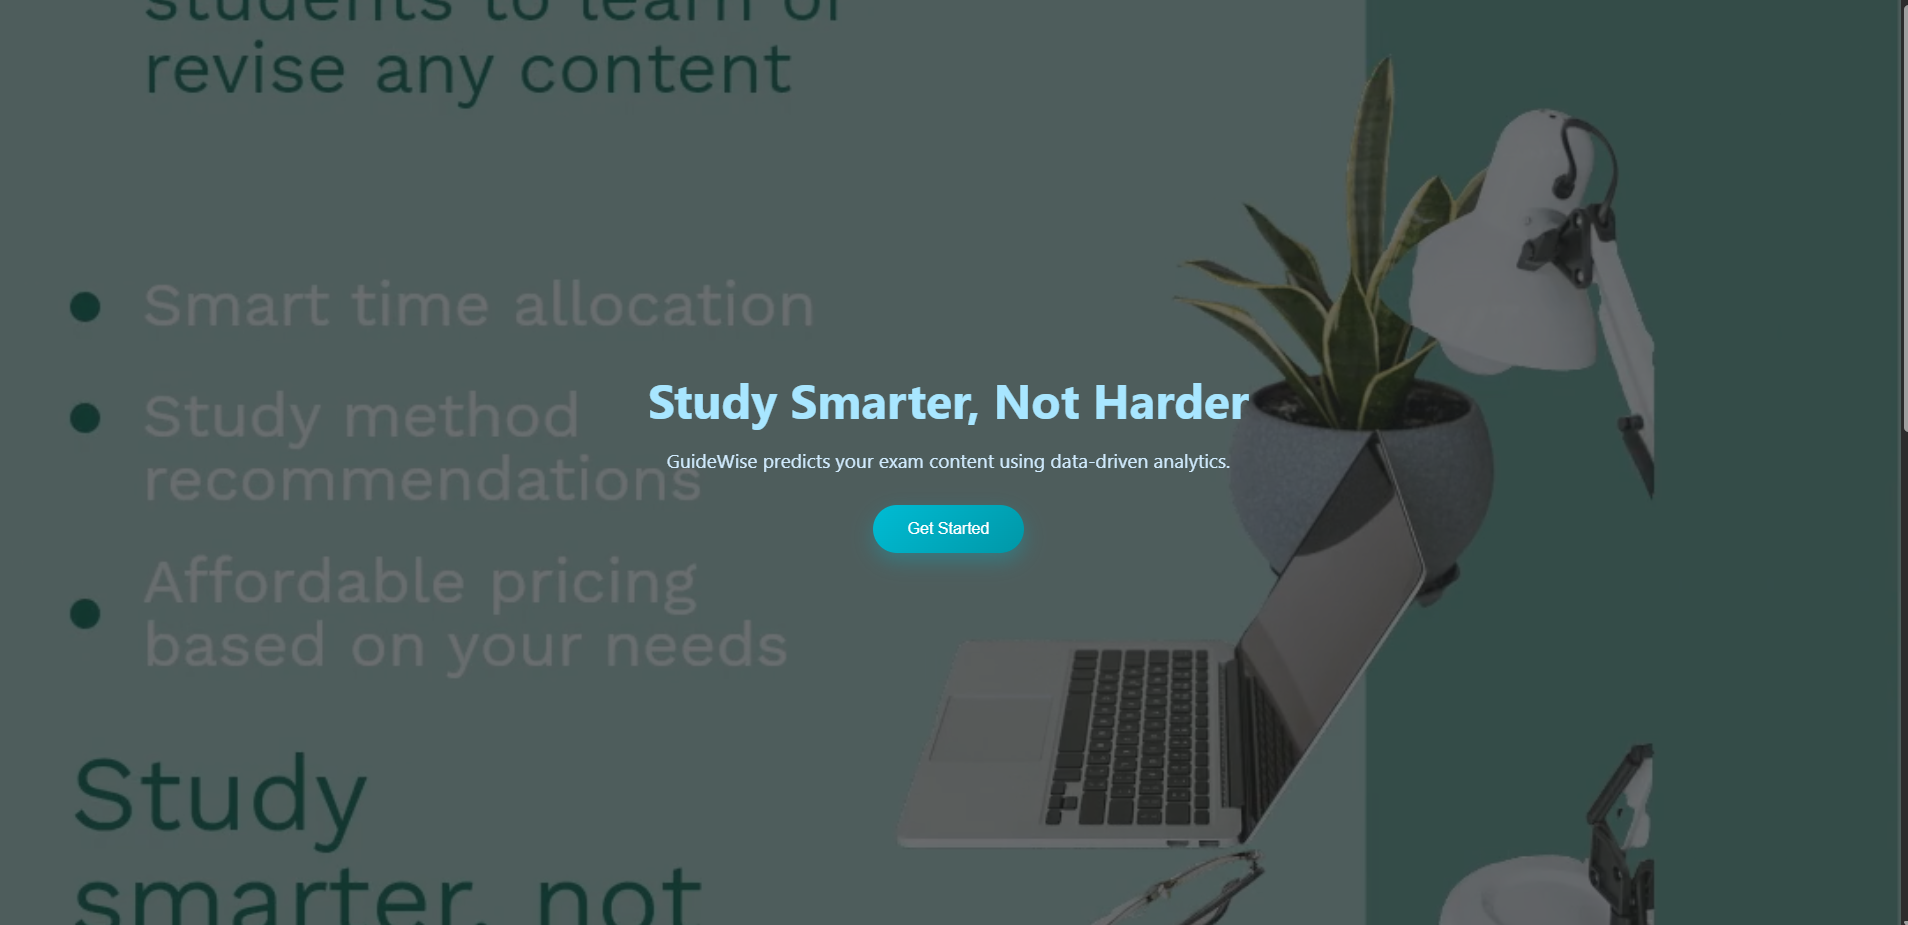 students to learn or
revise any content
Smart time allocation
Study method
recommendations
Affordable pricing
based on your needs
Study
smarter, not
Study Smarter, Not Harder
GuideWise predicts your exam content using data-driven analytics.
Get Started